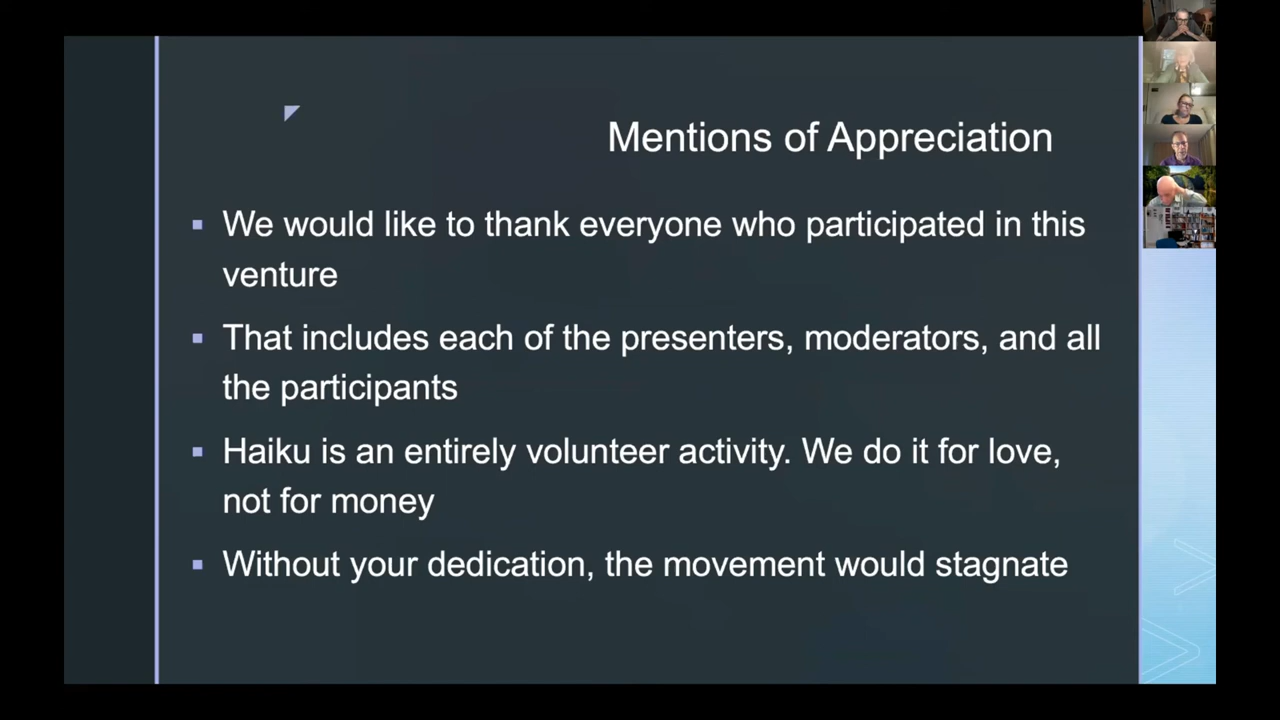 Mentions of Appreciation
We would like to thank everyone who participated in this
venture
That includes each of the presenters, moderators, and all
the participants
Haiku is an entirely volunteer activity. We do it for love,
not for money
Without your dedication, the movement would stagnate